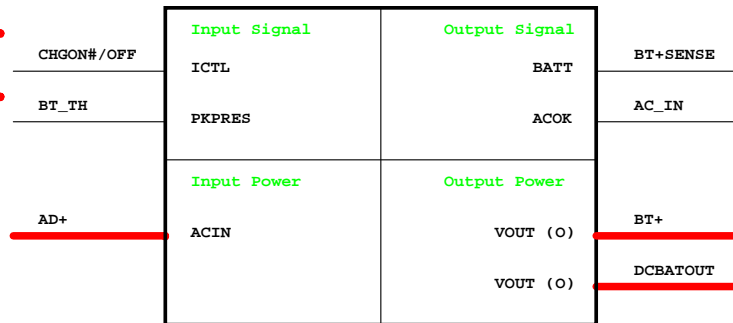 Input Signal Output Signal
CHGON#/OFF ICTL BATT BT+SENSE
BT_TH PKPRES ACOK AC_IN
Input Power Output Power
AD+ ACIN VOUT (O) BT+
VOUT (O) DCBATOUT